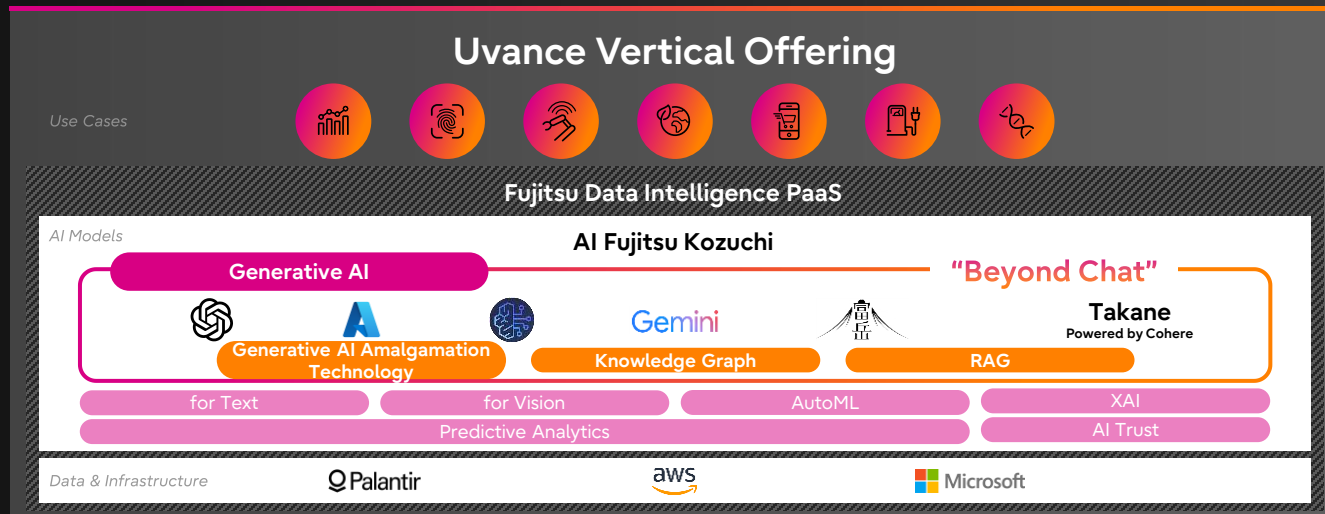 Uvance Vertical Offering
Use Cases
Fujitsu Data Intelligence PaaS
AI Models
AI Fujitsu Kozuchi
Generative AI
“Beyond Chat”
Gemini
富岳
Takane
Powered by Cohere
Generative AI Amalgamation
Technology
Knowledge Graph
RAG
for Text
for Vision
AutoML
XAI
Predictive Analytics
AI Trust
Data & Infrastructure
Palantir
aws
Microsoft